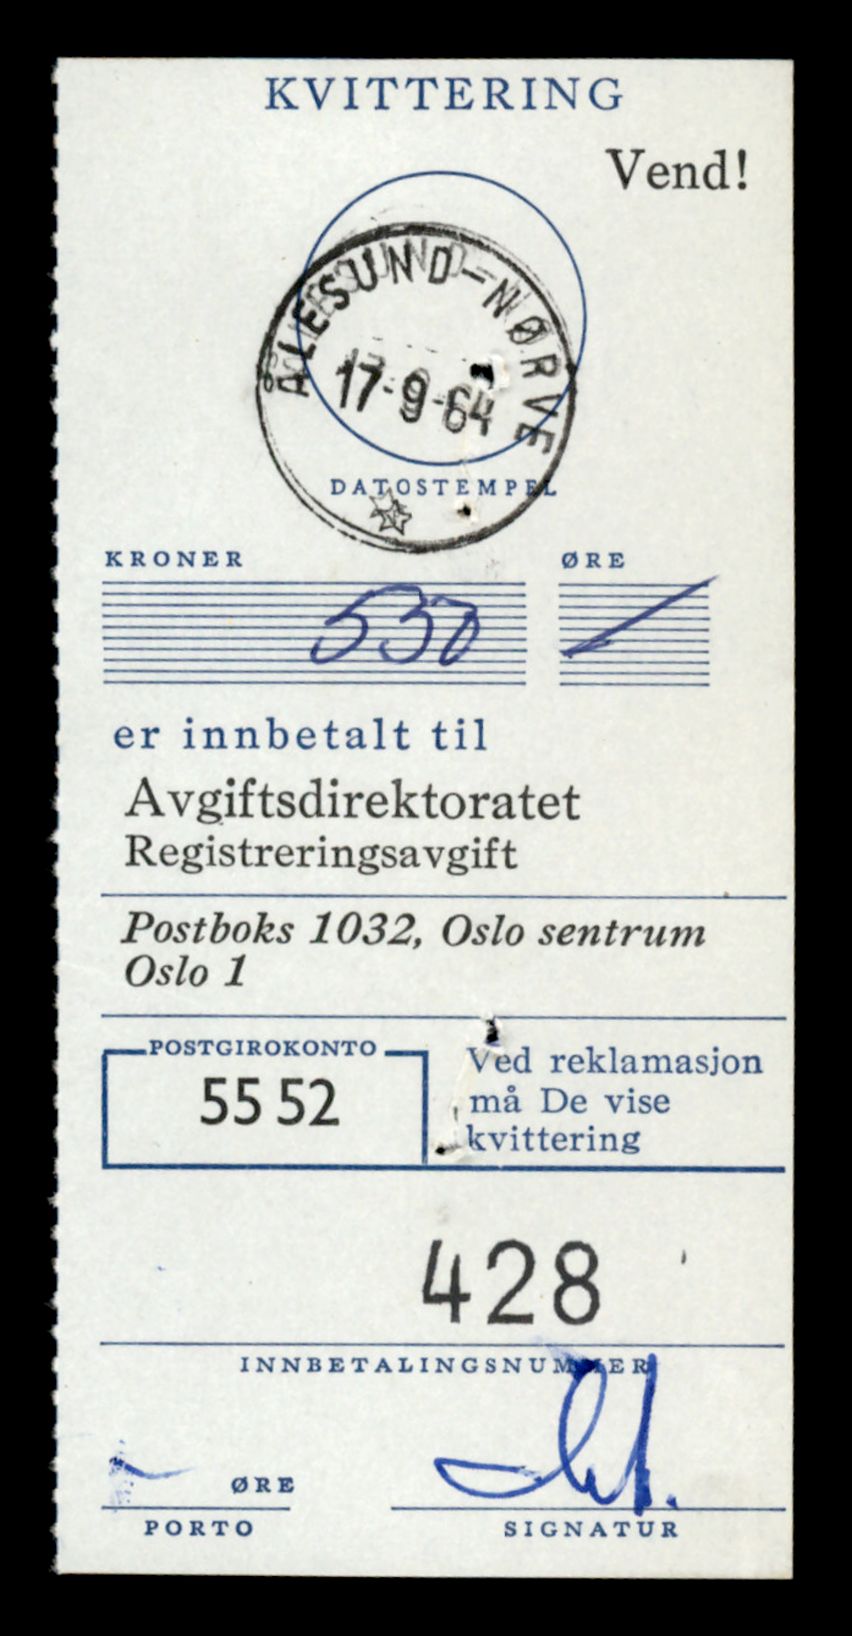 KVITTERING
Vend!
ÅLESUND-NØRVE
17-9-64
DATOSTEMPEL
KRONER ØRE
530 —
er innbetalt til
Avgiftsdirektoratet
Registreringsavgift
Postboks 1032, Oslo sentrum
Oslo 1
POSTGIROKONTO
55 52
Ved reklamasjon
må De vise
kvittering
428
INNBETALINGSNUMMER
ØRE
PORTO
SIGNATUR